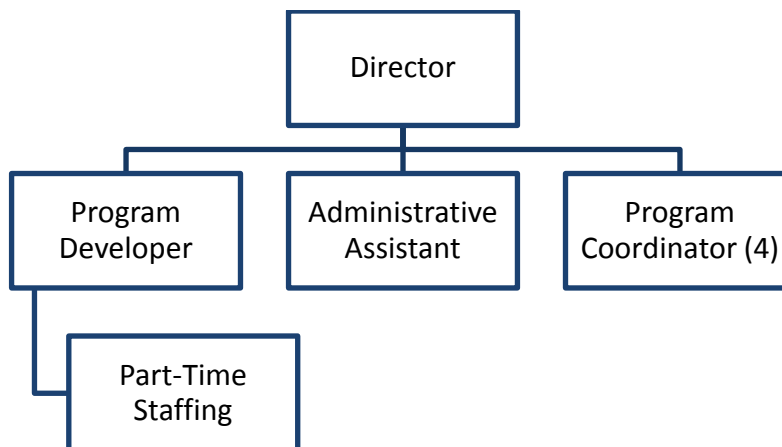 Director
Program
Developer
Administrative
Assistant
Program
Coordinator (4)
Part-Time
Staffing